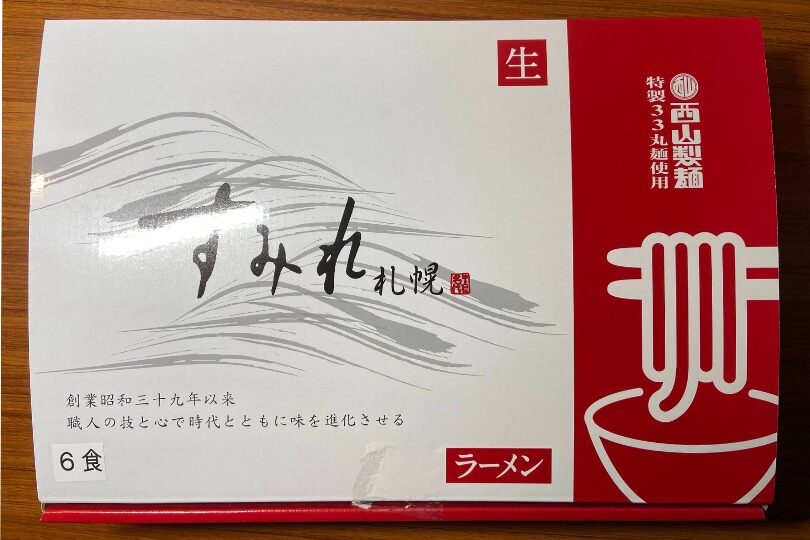 生
西山
西山製麺
特製33丸麺使用
すみれ
札幌
創業昭和三十九年以来
職人の技と心で時代とともに味を進化させる
6食
ラーメン